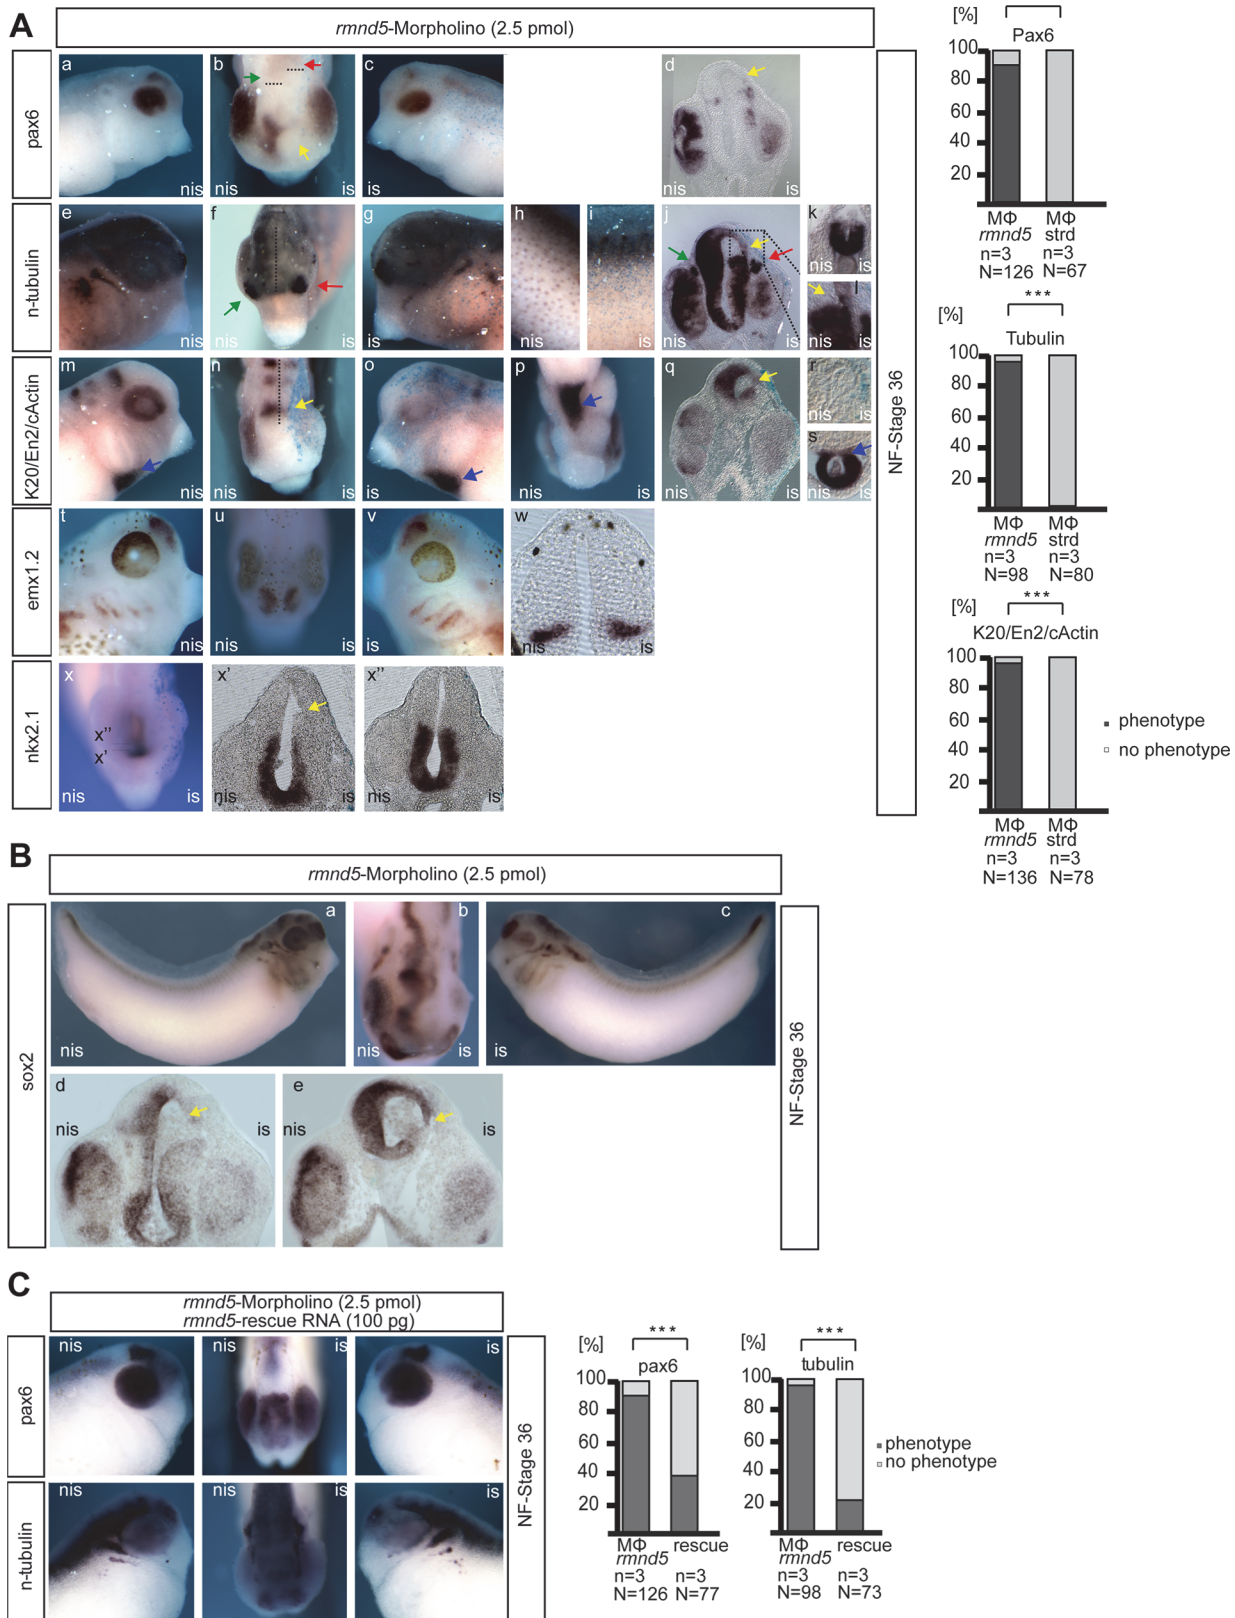 A
rmnd5-Morpholino (2.5 pmol)
pax6
a
nis
b
nis
is
c
is
d
nis
is
n-tubulin
e
nis
f
nis
is
g
is
h
nis
i
is
j
nis
is
k
nis
is
l
nis
is
K20/En2/cActin
m
nis
n
nis
is
o
is
p
nis
is
q
nis
is
r
nis
is
s
nis
is
emx1.2
t
nis
u
nis
is
v
is
w
nis
is
nkx2.1
x
x''
x'
nis
is
x'
nis
is
x''
nis
is
NF-Stage 36
[%]
Pax6
100
80
60
40
20
MΦ
rmnd5
n=3
N=126
MΦ
strd
n=3
N=67
[%]
***
Tubulin
100
80
60
40
20
MΦ
rmnd5
n=3
N=98
MΦ
strd
n=3
N=80
[%]
***
K20/En2/cActin
100
80
60
40
20
MΦ
rmnd5
n=3
N=136
MΦ
strd
n=3
N=78
phenotype
no phenotype
B
rmnd5-Morpholino (2.5 pmol)
sox2
a
nis
b
nis
is
c
is
d
nis
is
e
nis
is
NF-Stage 36
C
rmnd5-Morpholino (2.5 pmol)
rmnd5-rescue RNA (100 pg)
pax6
nis
nis
is
is
n-tubulin
nis
nis
is
is
NF-Stage 36
[%]
***
pax6
100
80
60
40
20
MΦ
rmnd5
n=3
N=126
rescue
n=3
N=77
[%]
***
tubulin
100
80
60
40
20
MΦ
rmnd5
n=3
N=98
rescue
n=3
N=73
phenotype
no phenotype